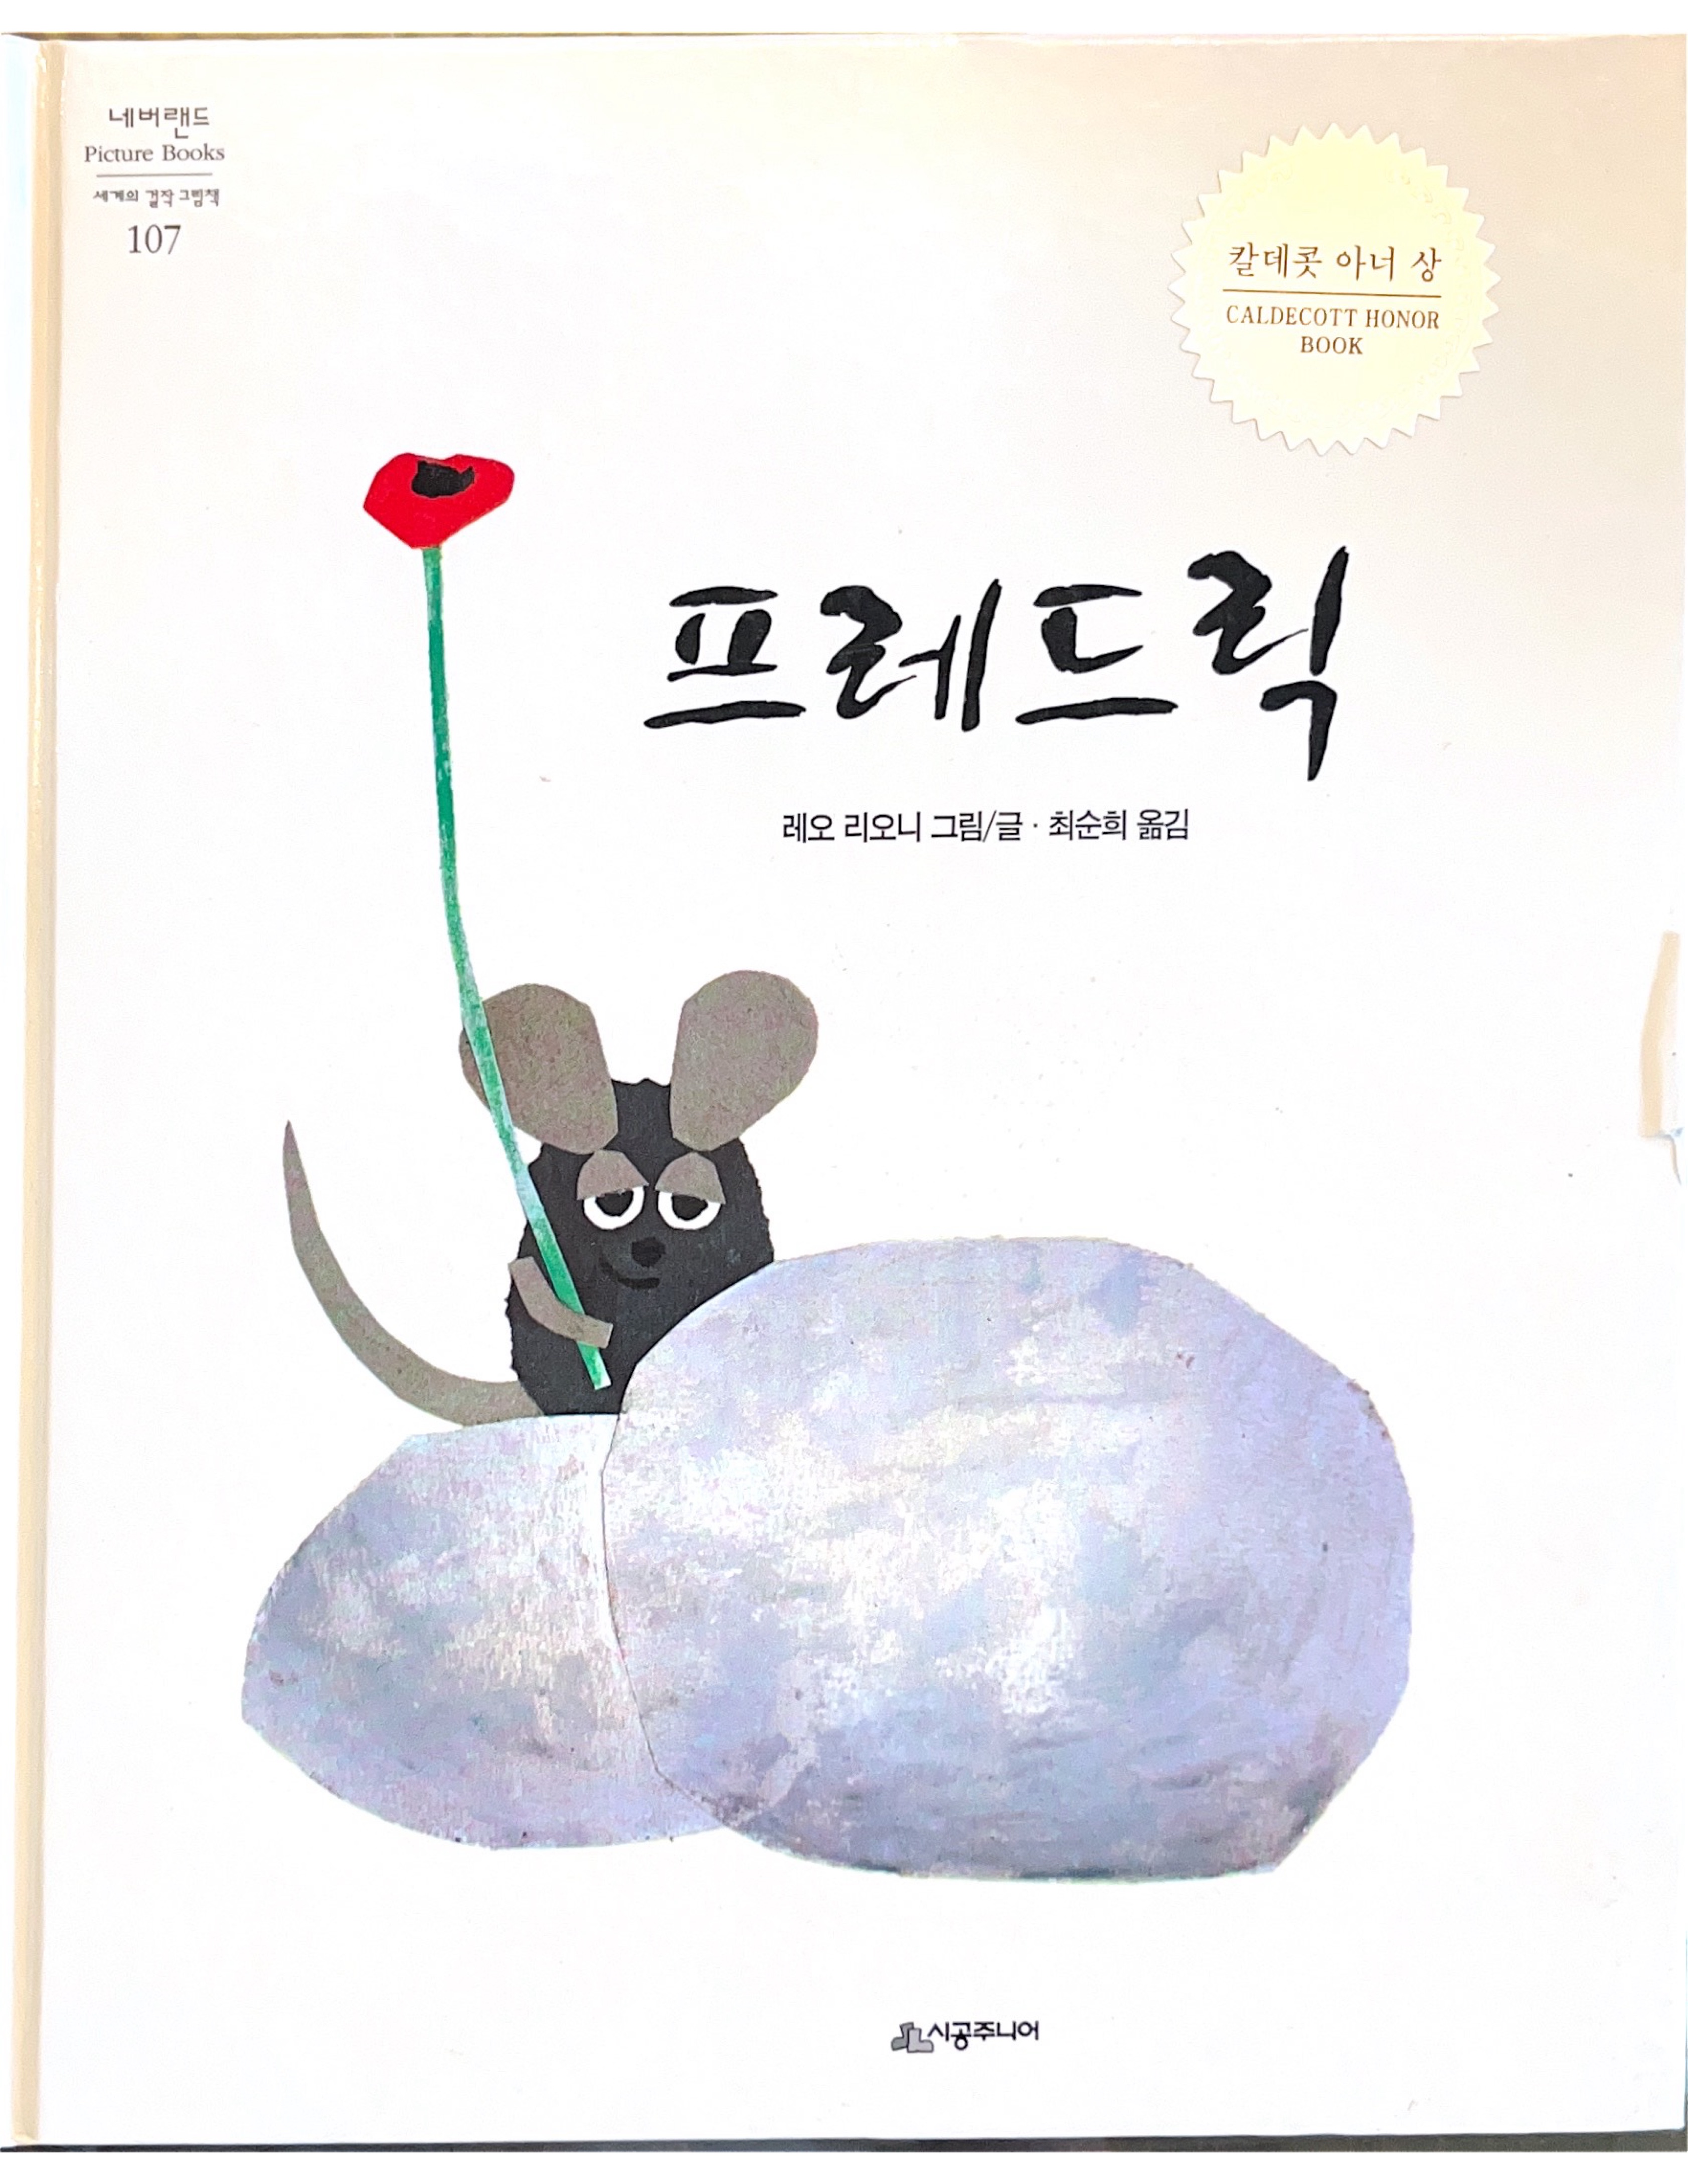 네버랜드
Picture Books
세계의 걸작 그림책
107
칼데콧 아너 상
CALDECOTT HONOR
BOOK
프레드릭
레오 리오니 그림/글 · 최순희 옮김
시공주니어